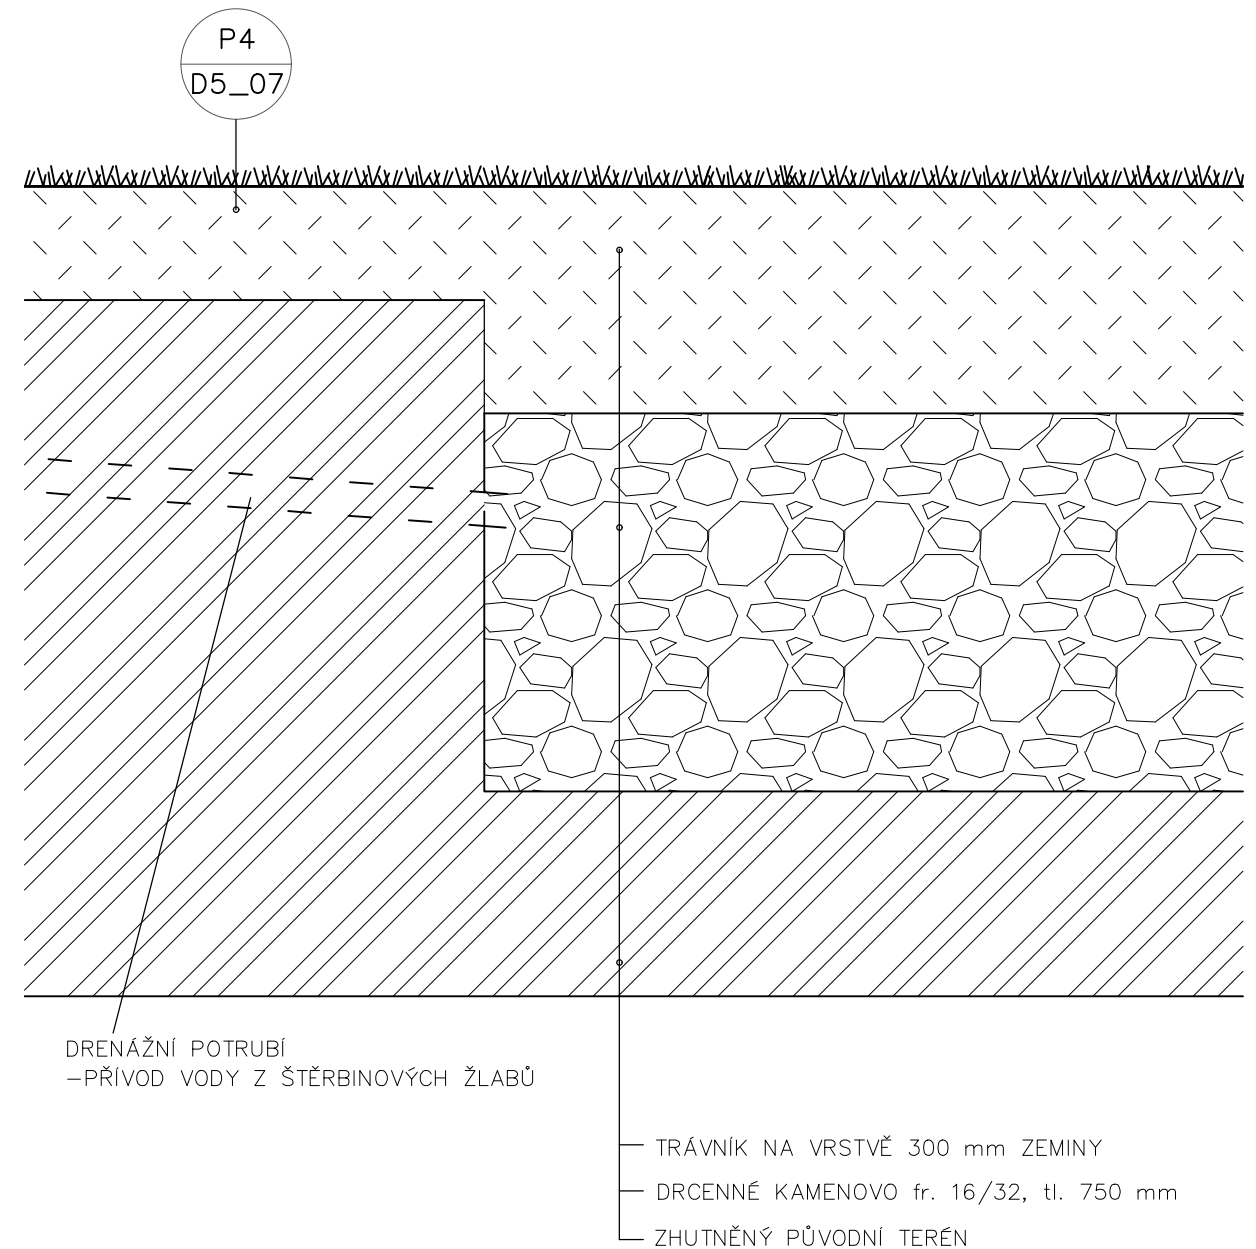 P4
D5_07
DRENÁŽNÍ POTRUBÍ
-PŘÍVOD VODY Z ŠTĚRBINOVÝCH ŽLABŮ
TRÁVNÍK NA VRSTVĚ 300 mm ZEMINY
DRCENNÉ KAMENOVO fr. 16/32, tl. 750 mm
ZHUTNĚNÝ PŮVODNÍ TERÉN